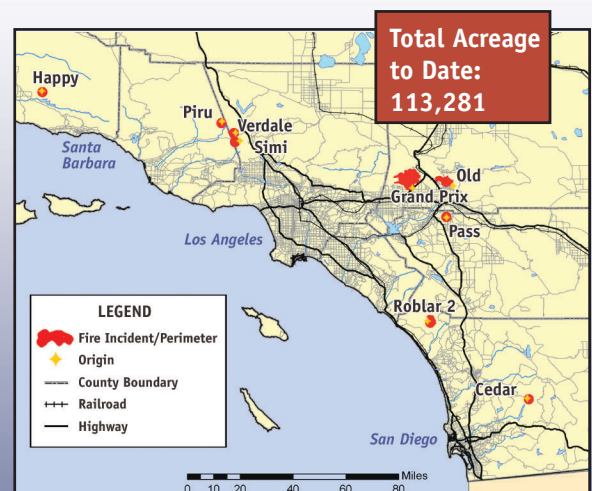 Total Acreage
to Date:
113,281
Happy
Piru
Verdale
Simi
Santa
Barbara
Old
Grand Prix
Pass
Los Angeles
Roblar 2
LEGEND
Fire Incident/Perimeter
Origin
County Boundary
Railroad
Highway
Cedar
San Diego
Miles
0 10 20 40 60 80